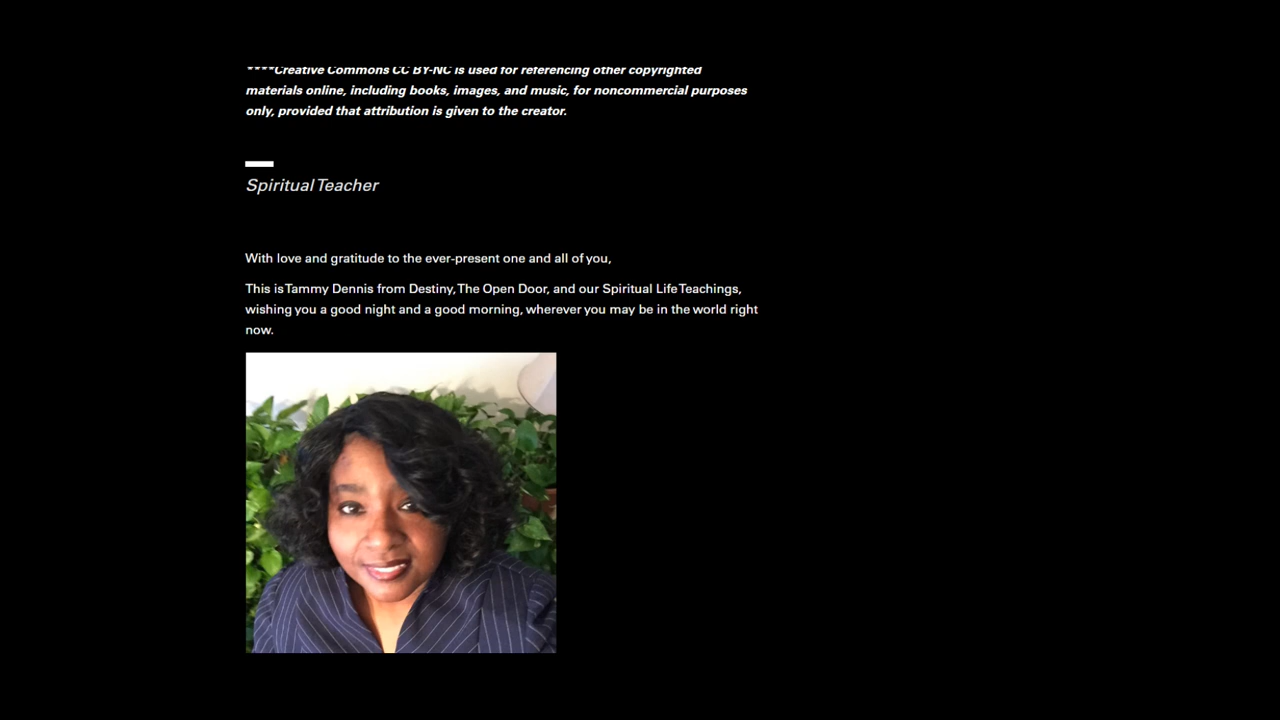 ****Creative Commons CC BY-NC is used for referencing other copyrighted
materials online, including books, images, and music, for noncommercial purposes
only, provided that attribution is given to the creator.
Spiritual Teacher
With love and gratitude to the ever-present one and all of you,
This is Tammy Dennis from Destiny, The Open Door, and our Spiritual Life Teachings,
wishing you a good night and a good morning, wherever you may be in the world right
now.